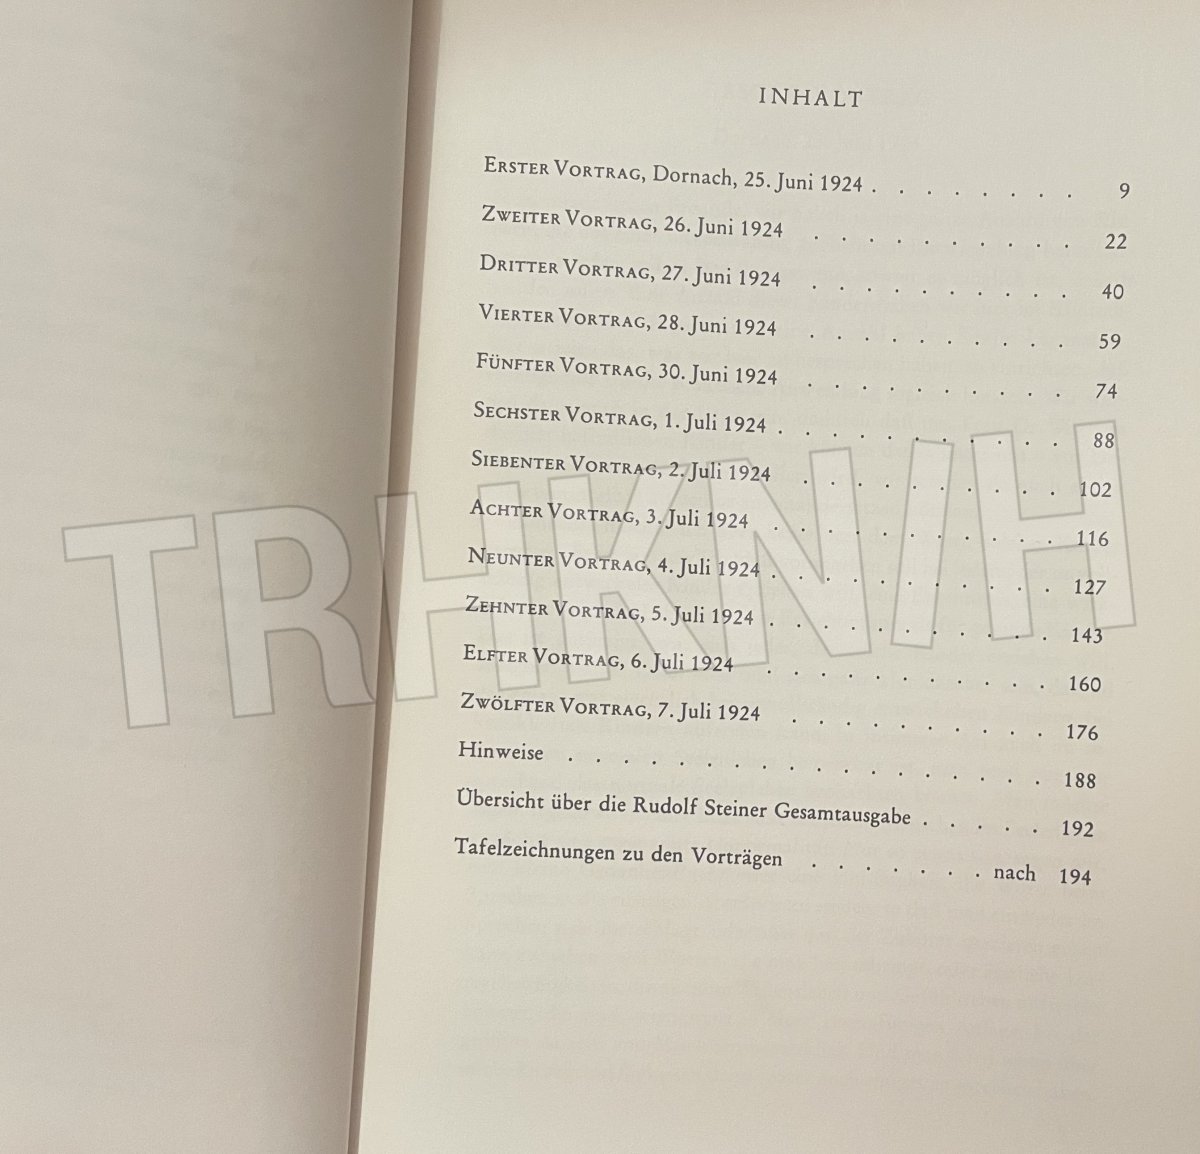 INHALT
ERSTER VORTRAG, Dornach, 25. Juni 1924 . . . . . . . . 9
ZWEITER VORTRAG, 26. Juni 1924 . . . . . . . . . . 22
DRITTER VORTRAG, 27. Juni 1924 . . . . . . . . . . 40
VIERTER VORTRAG, 28. Juni 1924 . . . . . . . . . . 59
FÜNFTER VORTRAG, 30. Juni 1924 . . . . . . . . . . 74
SECHSTER VORTRAG, 1. Juli 1924 . . . . . . . . . . . 88
SIEBENTER VORTRAG, 2. Juli 1924 . . . . . . . . . . 102
ACHTER VORTRAG, 3. Juli 1924 . . . . . . . . . . . 116
NEUNTER VORTRAG, 4. Juli 1924 . . . . . . . . . . . 127
ZEHNTER VORTRAG, 5. Juli 1924 . . . . . . . . . . . 143
ELFTER VORTRAG, 6. Juli 1924 . . . . . . . . . . . 160
ZWÖLFTER VORTRAG, 7. Juli 1924 . . . . . . . . . . 176
Hinweise . . . . . . . . . . . . . . . . . . 188
Übersicht über die Rudolf Steiner Gesamtausgabe . . . . . 192
Tafelzeichnungen zu den Vorträgen . . . . . . . nach 194
TRHKN/H